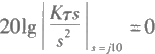 20lg | Kτs / s² |_{s=j10} = 0